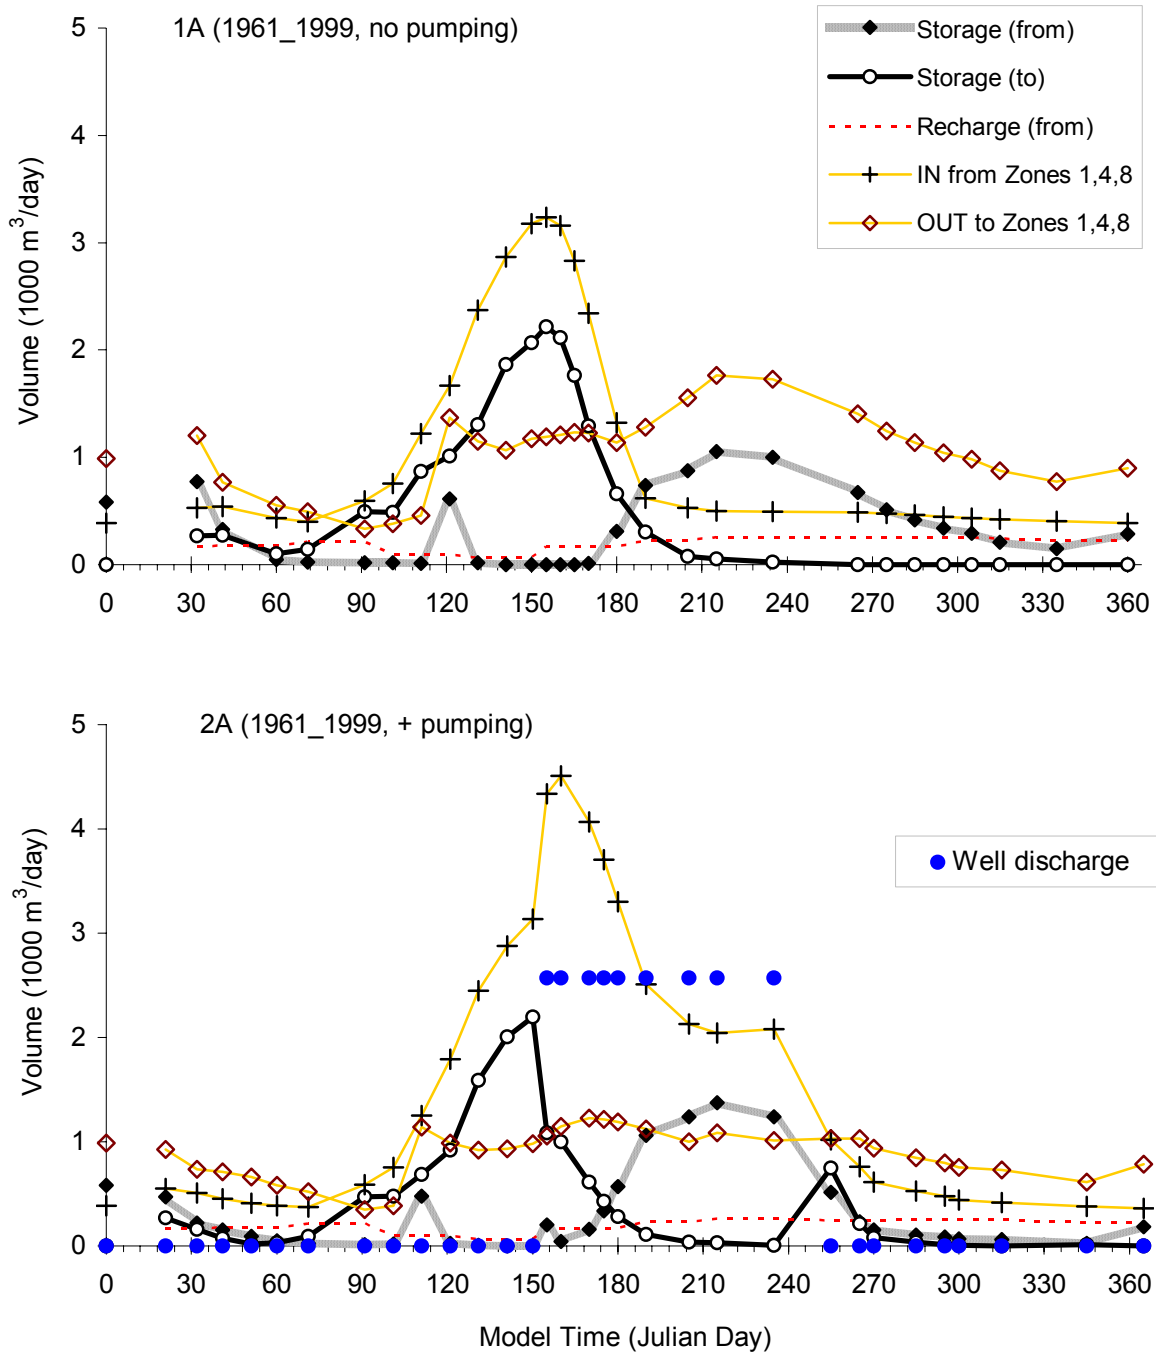 1A (1961_1999, no pumping)
Storage (from)
Storage (to)
Recharge (from)
IN from Zones 1,4,8
OUT to Zones 1,4,8
Volume (1000 m³/day)
5
4
3
2
1
0
0 30 60 90 120 150 180 210 240 270 300 330 360
2A (1961_1999, + pumping)
Well discharge
Volume (1000 m³/day)
5
4
3
2
1
0
0 30 60 90 120 150 180 210 240 270 300 330 360
Model Time (Julian Day)